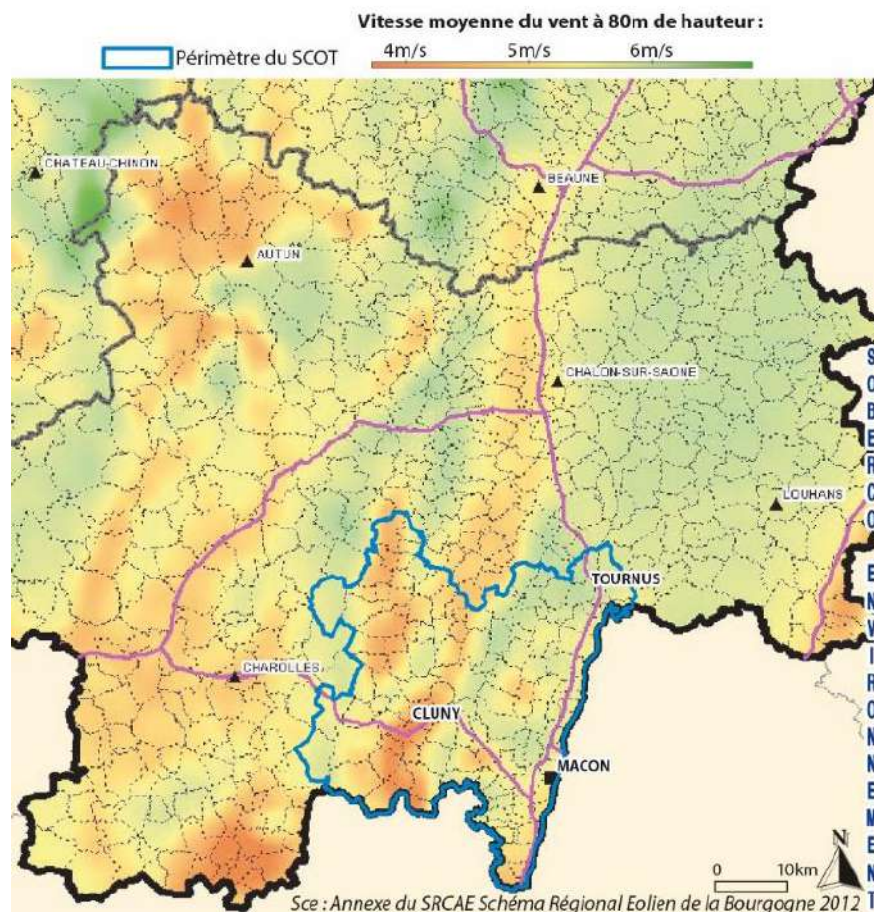 Vitesse moyenne du vent à 80m de hauteur :
Périmètre du SCOT
4m/s 5m/s 6m/s
CHATEAU-CHINON
BEAUNE
AUTUN
CHALON-SUR-SAONE
LOUHANS
TOURNUS
CHAROLLES
CLUNY
MACON
N
0 10km
Sce : Annexe du SRCAE Schéma Régional Eolien de la Bourgogne 2012
SOBERCO ENVIRONNEMENT